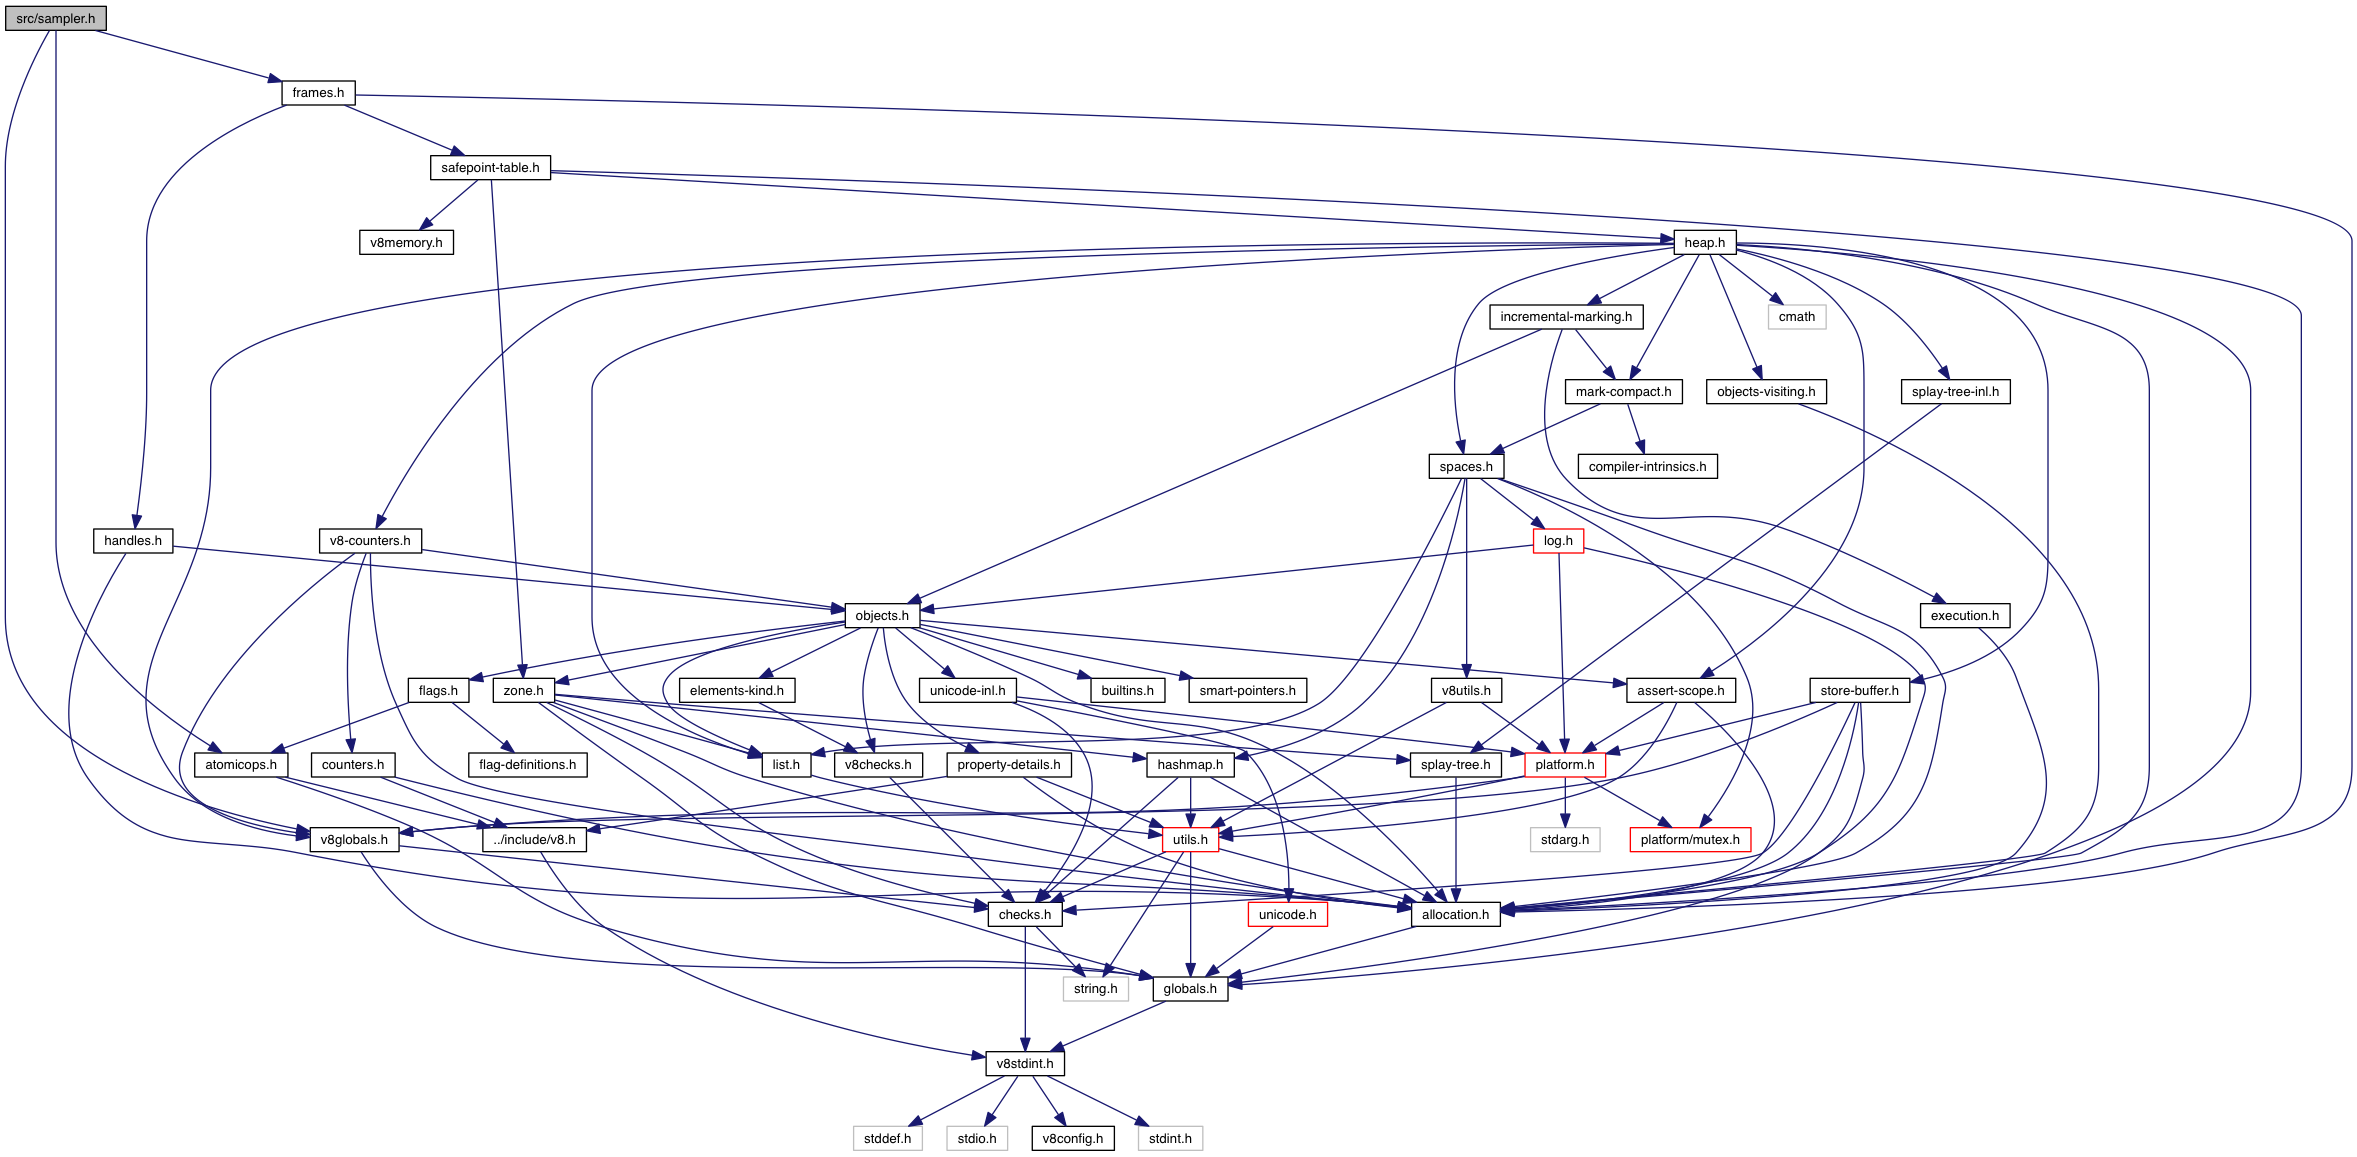 src/sampler.h
frames.h
safepoint-table.h
v8memory.h
heap.h
incremental-marking.h
cmath
mark-compact.h
objects-visiting.h
splay-tree-inl.h
spaces.h
compiler-intrinsics.h
handles.h
v8-counters.h
log.h
objects.h
execution.h
flags.h
zone.h
elements-kind.h
unicode-inl.h
builtins.h
smart-pointers.h
v8utils.h
assert-scope.h
store-buffer.h
atomicops.h
counters.h
flag-definitions.h
list.h
v8checks.h
property-details.h
hashmap.h
splay-tree.h
platform.h
v8globals.h
../include/v8.h
utils.h
stdarg.h
platform/mutex.h
checks.h
unicode.h
allocation.h
string.h
globals.h
v8stdint.h
stddef.h
stdio.h
v8config.h
stdint.h